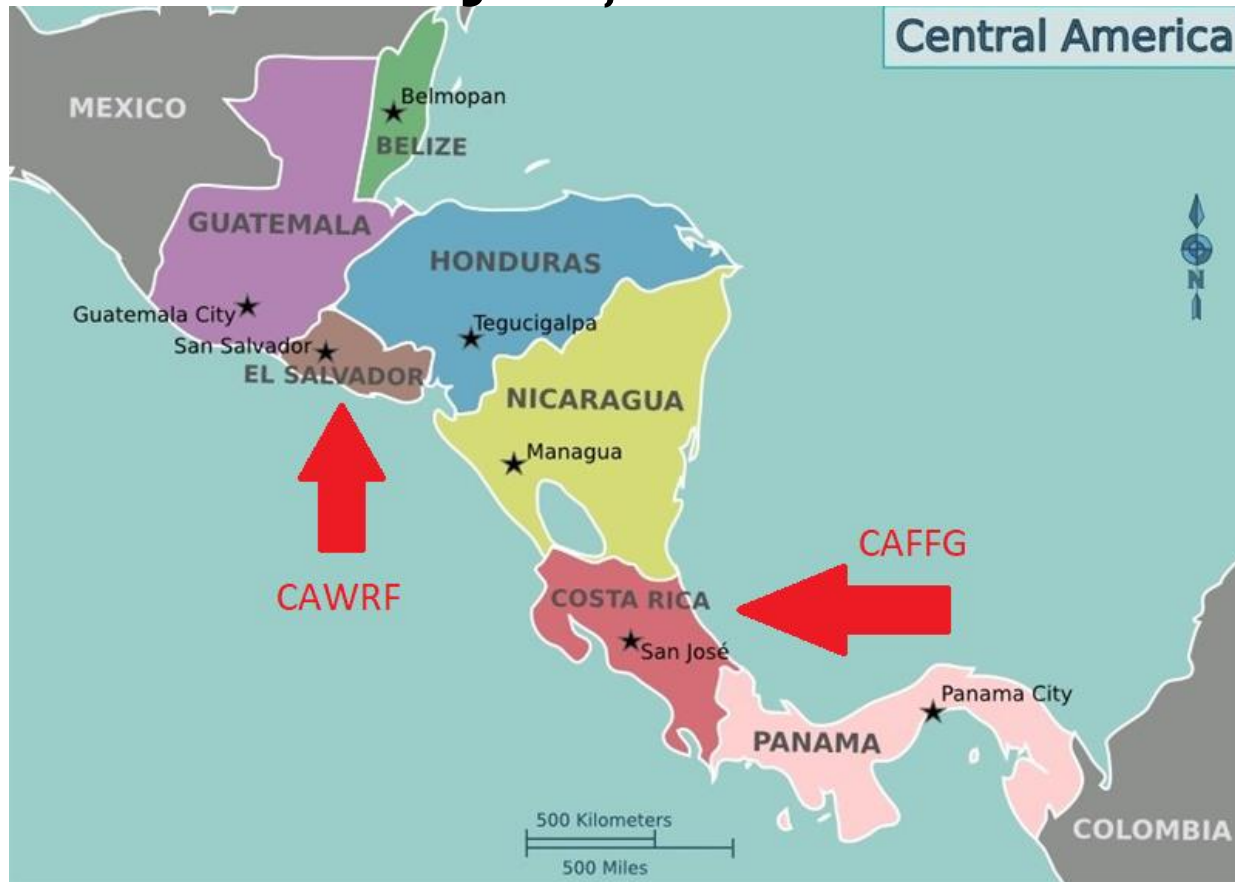 Central America
MEXICO
Belmopan
BELIZE
GUATEMALA
HONDURAS
Guatemala City
Tegucigalpa
San Salvador
EL SALVADOR
NICARAGUA
Managua
N
CAWRF
CAFFG
COSTA RICA
San José
Panama City
PANAMA
500 Kilometers
500 Miles
COLOMBIA